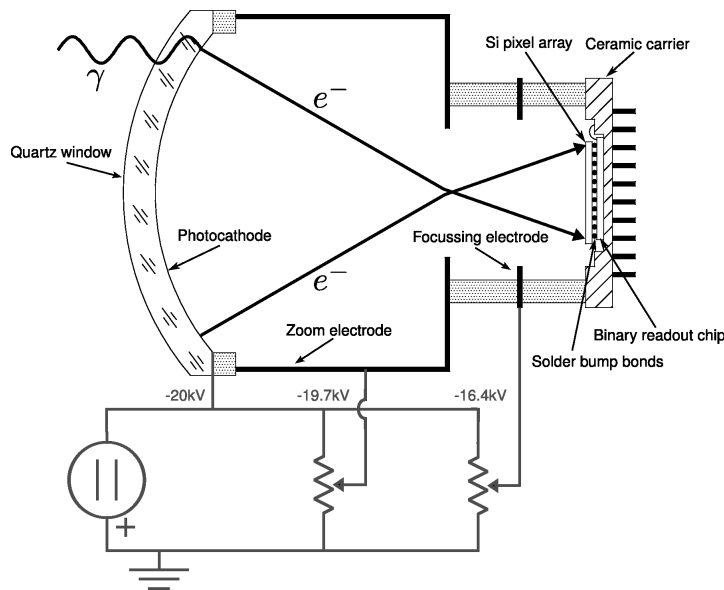 Si pixel array
Ceramic carrier
γ
e⁻
Quartz window
Photocathode
Focussing electrode
e⁻
Zoom electrode
Binary readout chip
Solder bump bonds
-20kV
-19.7kV
-16.4kV
+